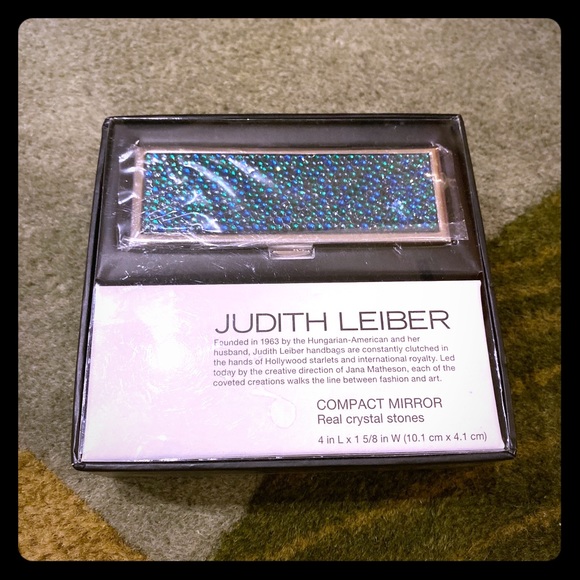 JUDITH LEIBER
Founded in 1963 by the Hungarian-American and her
husband, Judith Leiber handbags are constantly clutched in
the hands of Hollywood starlets and international royalty. Led
today by the creative direction of Jana Matheson, each of the
coveted creations walks the line between fashion and art.
COMPACT MIRROR
Real crystal stones
4 in L x 1 5/8 in W (10.1 cm x 4.1 cm)